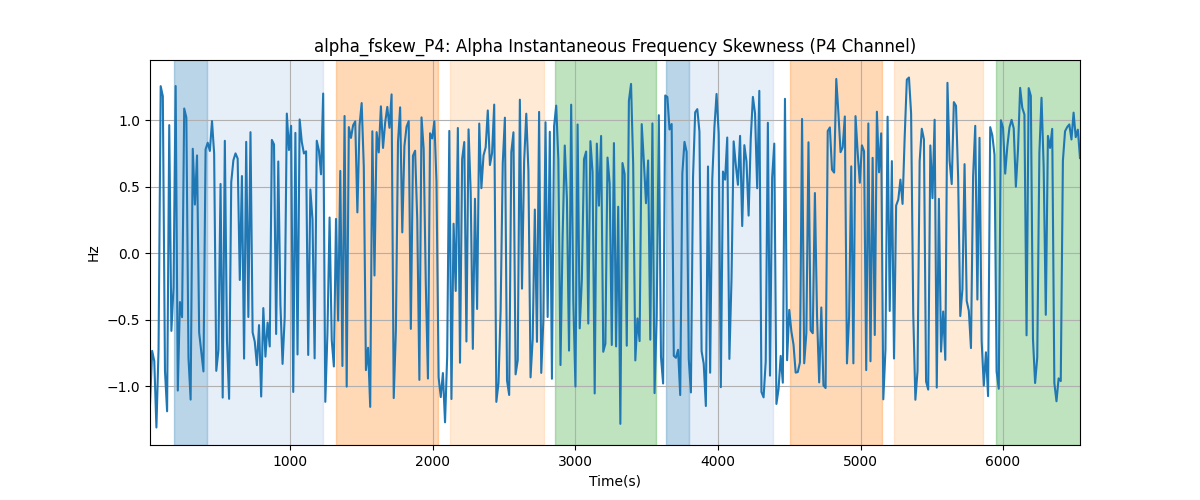 alpha_fskew_P4: Alpha Instantaneous Frequency Skewness (P4 Channel)
1.0
0.5
0.0
−0.5
−1.0
Hz
1000 2000 3000 4000 5000 6000
Time(s)